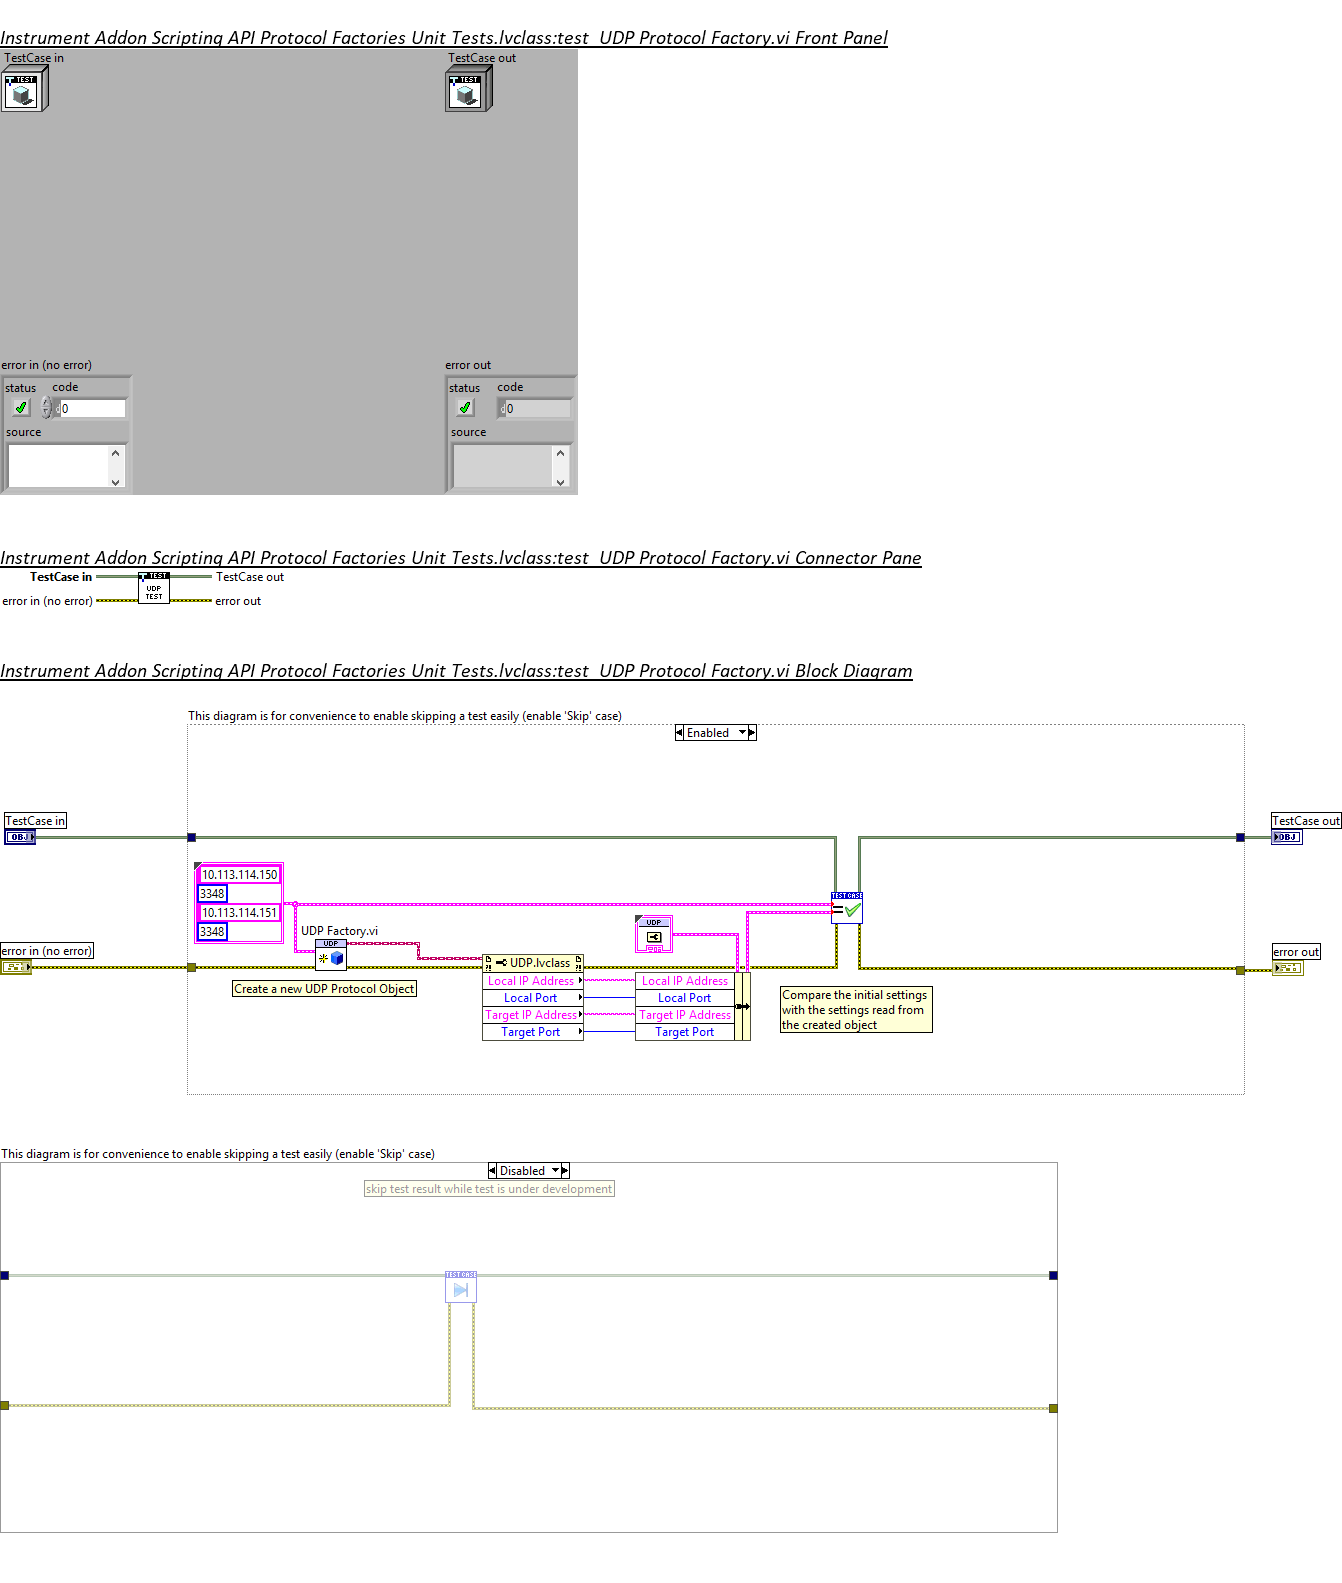 Instrument Addon Scripting API Protocol Factories Unit Tests.lvclass:test  UDP Protocol Factory.vi Front Panel
TestCase in
TestCase out
TEST
TEST
error in (no error)
error out
status
code
status
code
0
0
source
source
Instrument Addon Scripting API Protocol Factories Unit Tests.lvclass:test  UDP Protocol Factory.vi Connector Pane
TestCase in
TestCase out
TEST
UDP
TEST
error in (no error)
error out
Instrument Addon Scripting API Protocol Factories Unit Tests.lvclass:test  UDP Protocol Factory.vi Block Diagram
This diagram is for convenience to enable skipping a test easily (enable 'Skip' case)
Enabled
TestCase in
TestCase out
OBJ
OBJ
10.113.114.150
3348
10.113.114.151
3348
TESTCASE
UDP
UDP Factory.vi
UDP
error in (no error)
error out
UDP.lvclass
Local IP Address
Local Port
Target IP Address
Target Port
Local IP Address
Local Port
Target IP Address
Target Port
Create a new UDP Protocol Object
Compare the initial settings
with the settings read from
the created object
This diagram is for convenience to enable skipping a test easily (enable 'Skip' case)
Disabled
skip test result while test is under development
TESTCASE